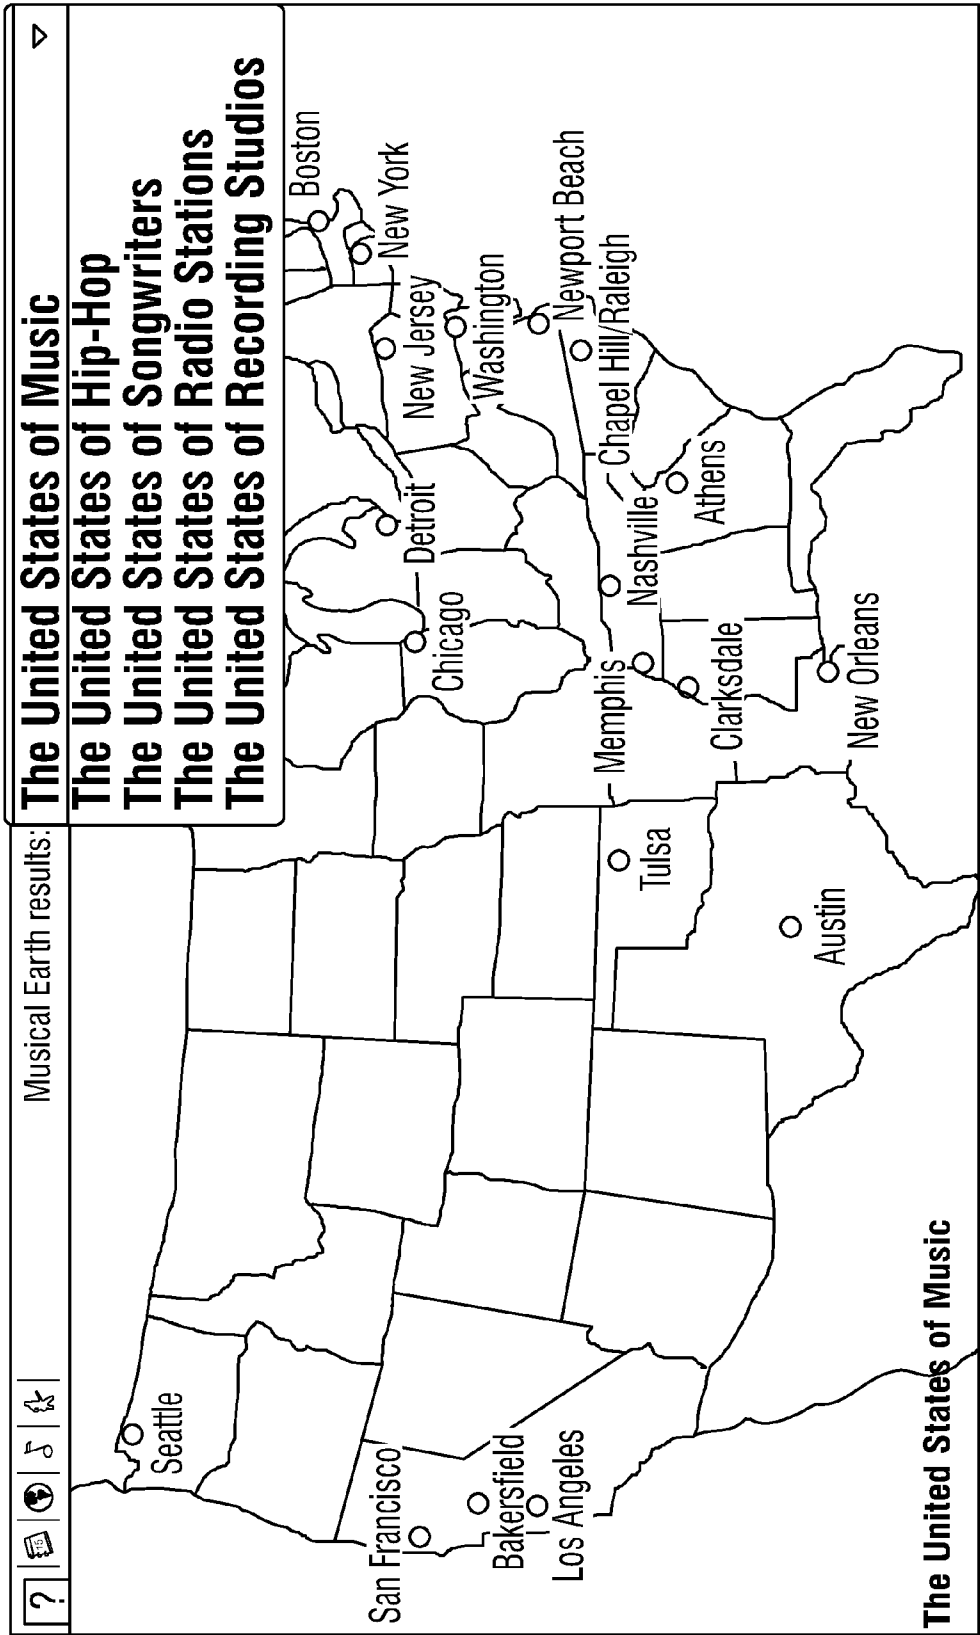 ?
15
Musical Earth results:
The United States of Music
The United States of Hip-Hop
The United States of Songwriters
The United States of Radio Stations
The United States of Recording Studios
Seattle
San Francisco
Bakersfield
Los Angeles
Tulsa
Austin
Memphis
Clarksdale
New Orleans
Chicago
Detroit
Nashville
Athens
Chapel Hill/Raleigh
Newport Beach
Washington
New Jersey
New York
Boston
The United States of Music